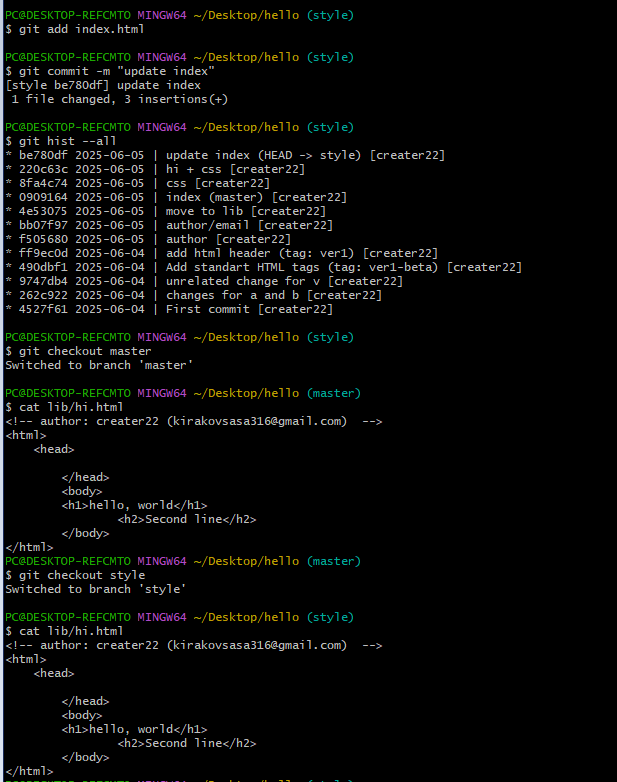 PC@DESKTOP-REFCMTO MINGW64 ~/Desktop/hello (style)
$ git add index.html
PC@DESKTOP-REFCMTO MINGW64 ~/Desktop/hello (style)
$ git commit -m "update index"
[style be780df] update index
 1 file changed, 3 insertions(+)
PC@DESKTOP-REFCMTO MINGW64 ~/Desktop/hello (style)
$ git hist --all
* be780df 2025-06-05 | update index (HEAD -> style) [creater22]
* 220c63c 2025-06-05 | hi + css [creater22]
* 8fa4c74 2025-06-05 | css [creater22]
* 0909164 2025-06-05 | index (master) [creater22]
* 4e53075 2025-06-05 | move to lib [creater22]
* bb07f97 2025-06-05 | author/email [creater22]
* f505680 2025-06-05 | author [creater22]
* ff9ec0d 2025-06-04 | add html header (tag: ver1) [creater22]
* 490dbf1 2025-06-04 | Add standart HTML tags (tag: ver1-beta) [creater22]
* 9747db4 2025-06-04 | unrelated change for v [creater22]
* 262c922 2025-06-04 | changes for a and b [creater22]
* 4527f61 2025-06-04 | First commit [creater22]
PC@DESKTOP-REFCMTO MINGW64 ~/Desktop/hello (style)
$ git checkout master
Switched to branch 'master'
PC@DESKTOP-REFCMTO MINGW64 ~/Desktop/hello (master)
$ cat lib/hi.html
<!-- author: creater22 (kirakovsasa316@gmail.com)  -->
<html>
    <head>
        </head>
        <body>
        <h1>hello, world</h1>
                <h2>Second line</h2>
        </body>
</html>
PC@DESKTOP-REFCMTO MINGW64 ~/Desktop/hello (master)
$ git checkout style
Switched to branch 'style'
PC@DESKTOP-REFCMTO MINGW64 ~/Desktop/hello (style)
$ cat lib/hi.html
<!-- author: creater22 (kirakovsasa316@gmail.com)  -->
<html>
    <head>
        </head>
        <body>
        <h1>hello, world</h1>
                <h2>Second line</h2>
        </body>
</html>